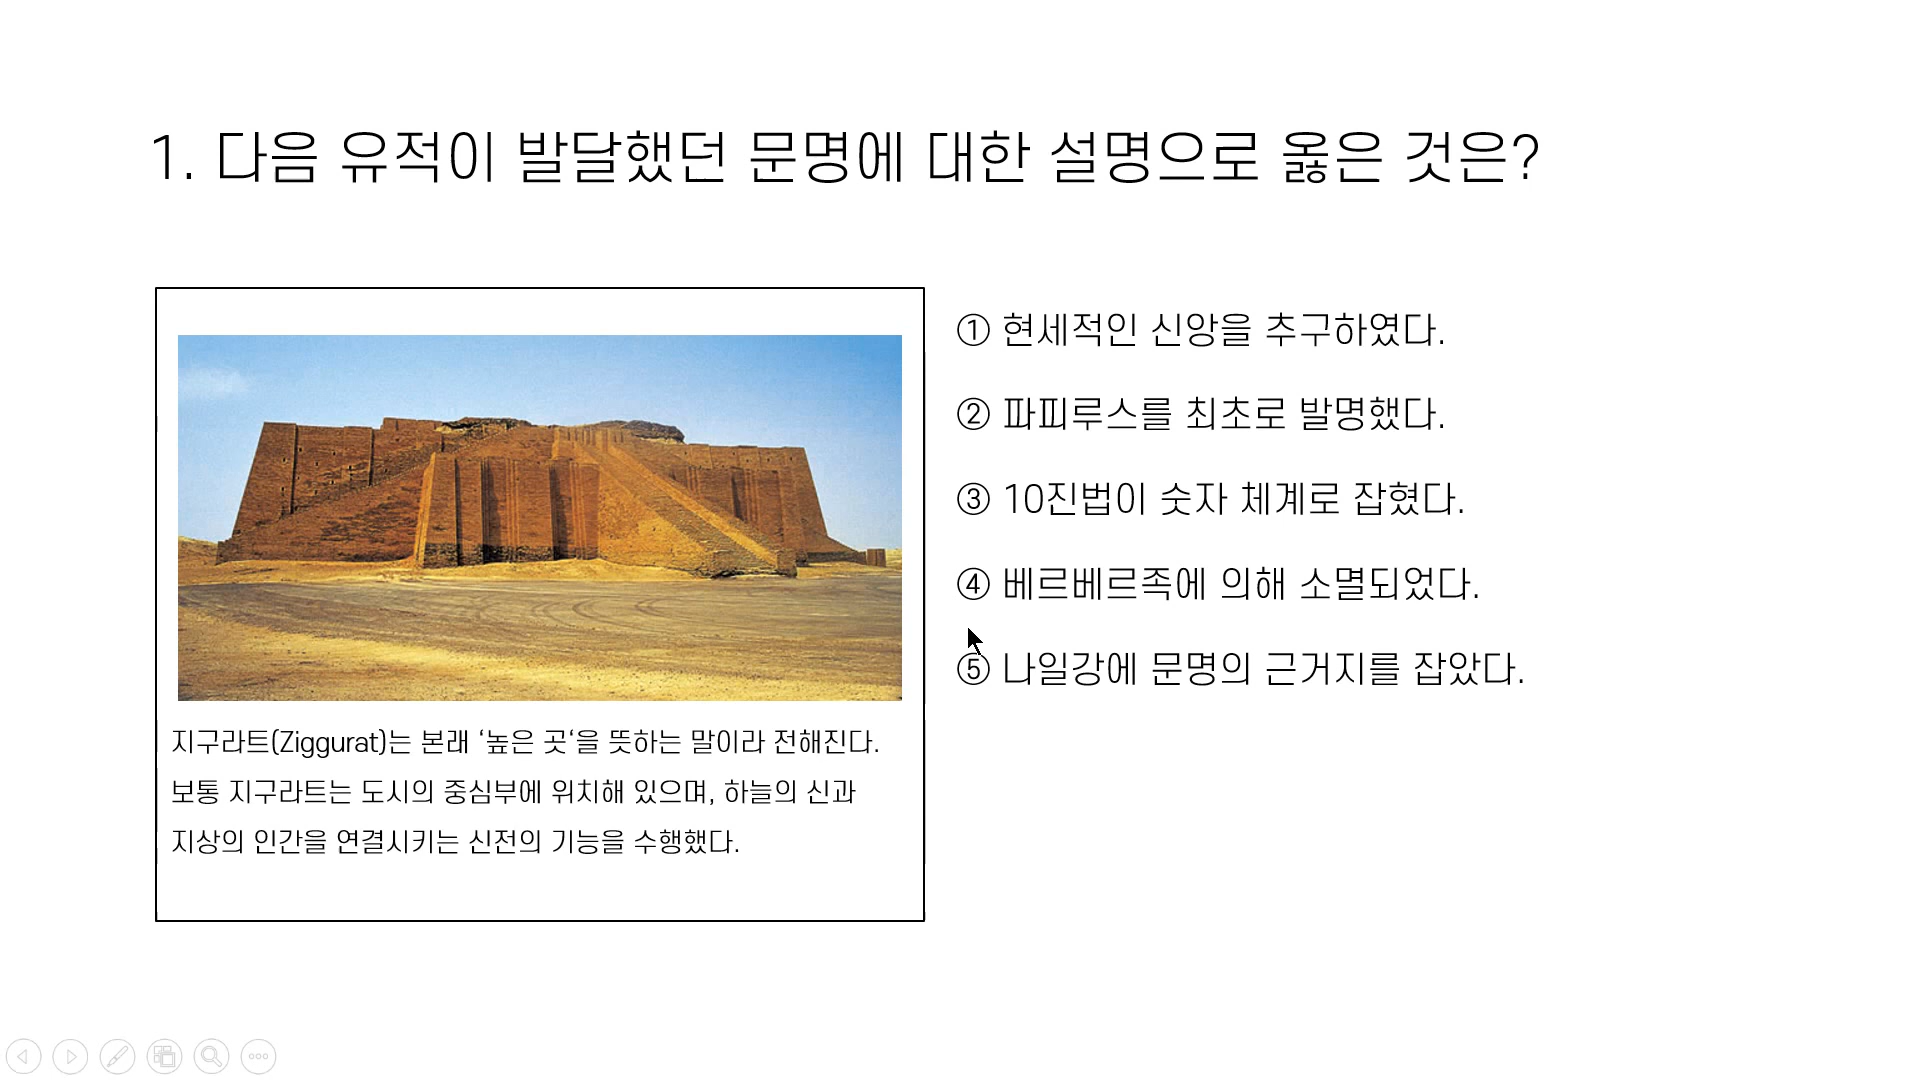 1. 다음 유적이 발달했던 문명에 대한 설명으로 옳은 것은?
지구라트(Ziggurat)는 본래 ‘높은 곳‘을 뜻하는 말이라 전해진다.
보통 지구라트는 도시의 중심부에 위치해 있으며, 하늘의 신과
지상의 인간을 연결시키는 신전의 기능을 수행했다.
① 현세적인 신앙을 추구하였다.
② 파피루스를 최초로 발명했다.
③ 10진법이 숫자 체계로 잡혔다.
④ 베르베르족에 의해 소멸되었다.
⑤ 나일강에 문명의 근거지를 잡았다.